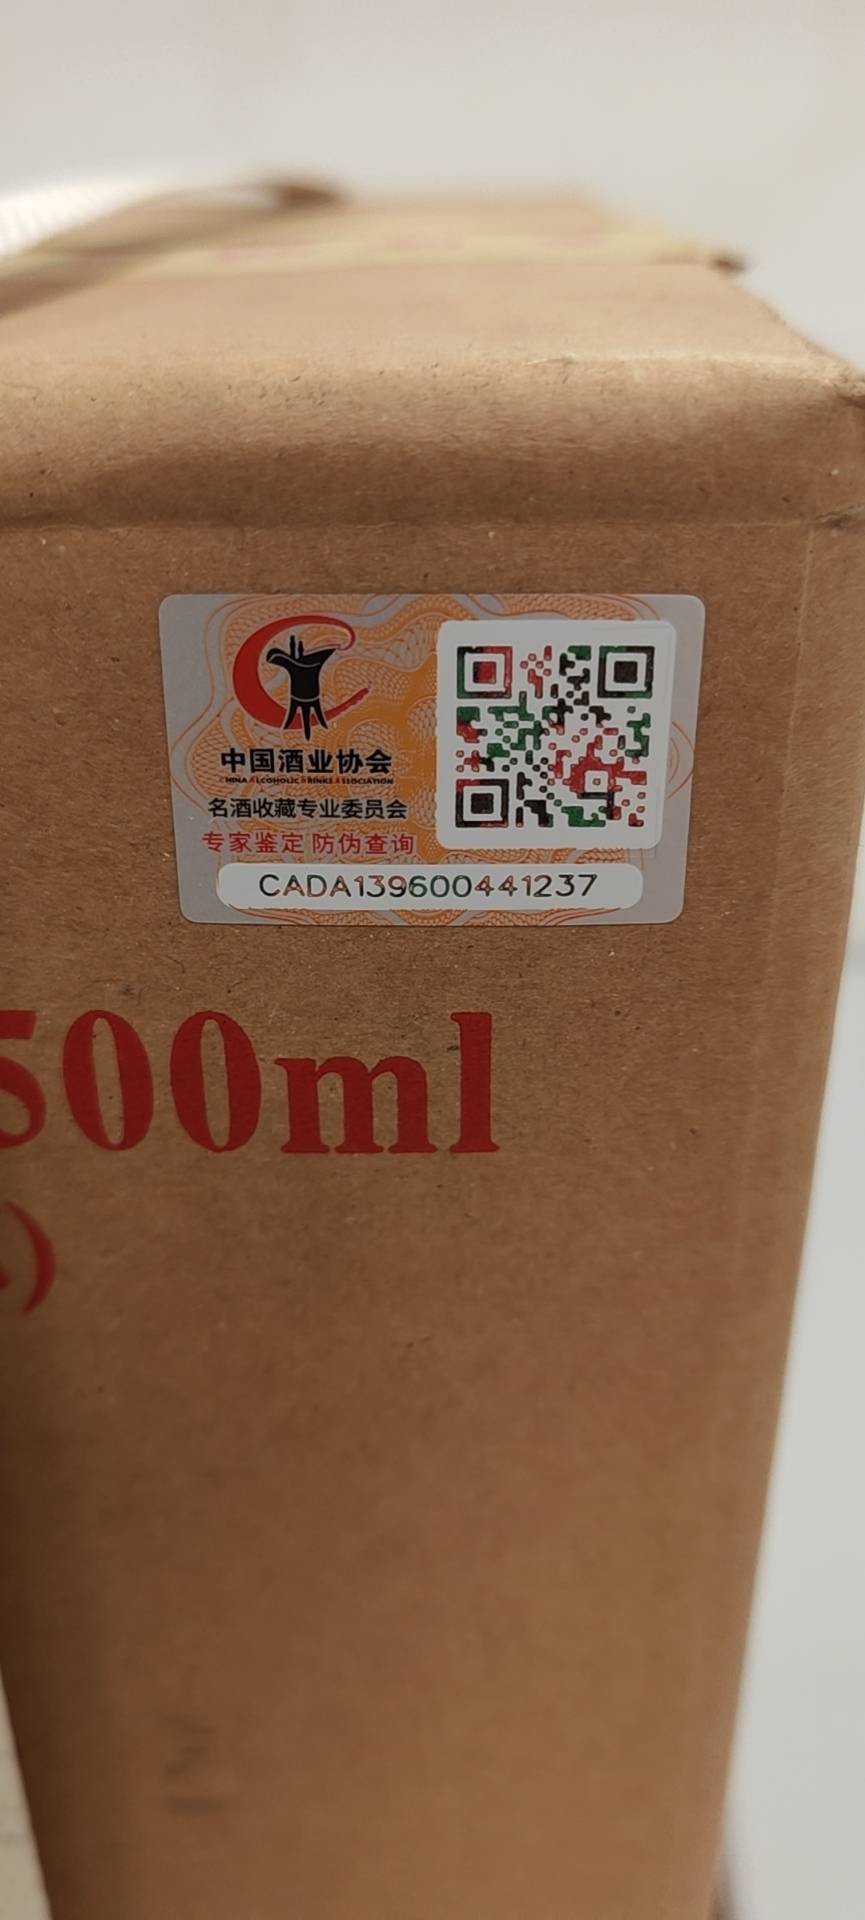 中国酒业协会
CHINA ALCOHOLIC DRINKS ASSOCIATION
名酒收藏专业委员会
专家鉴定 防伪查询
CADA139600441237
500ml
)